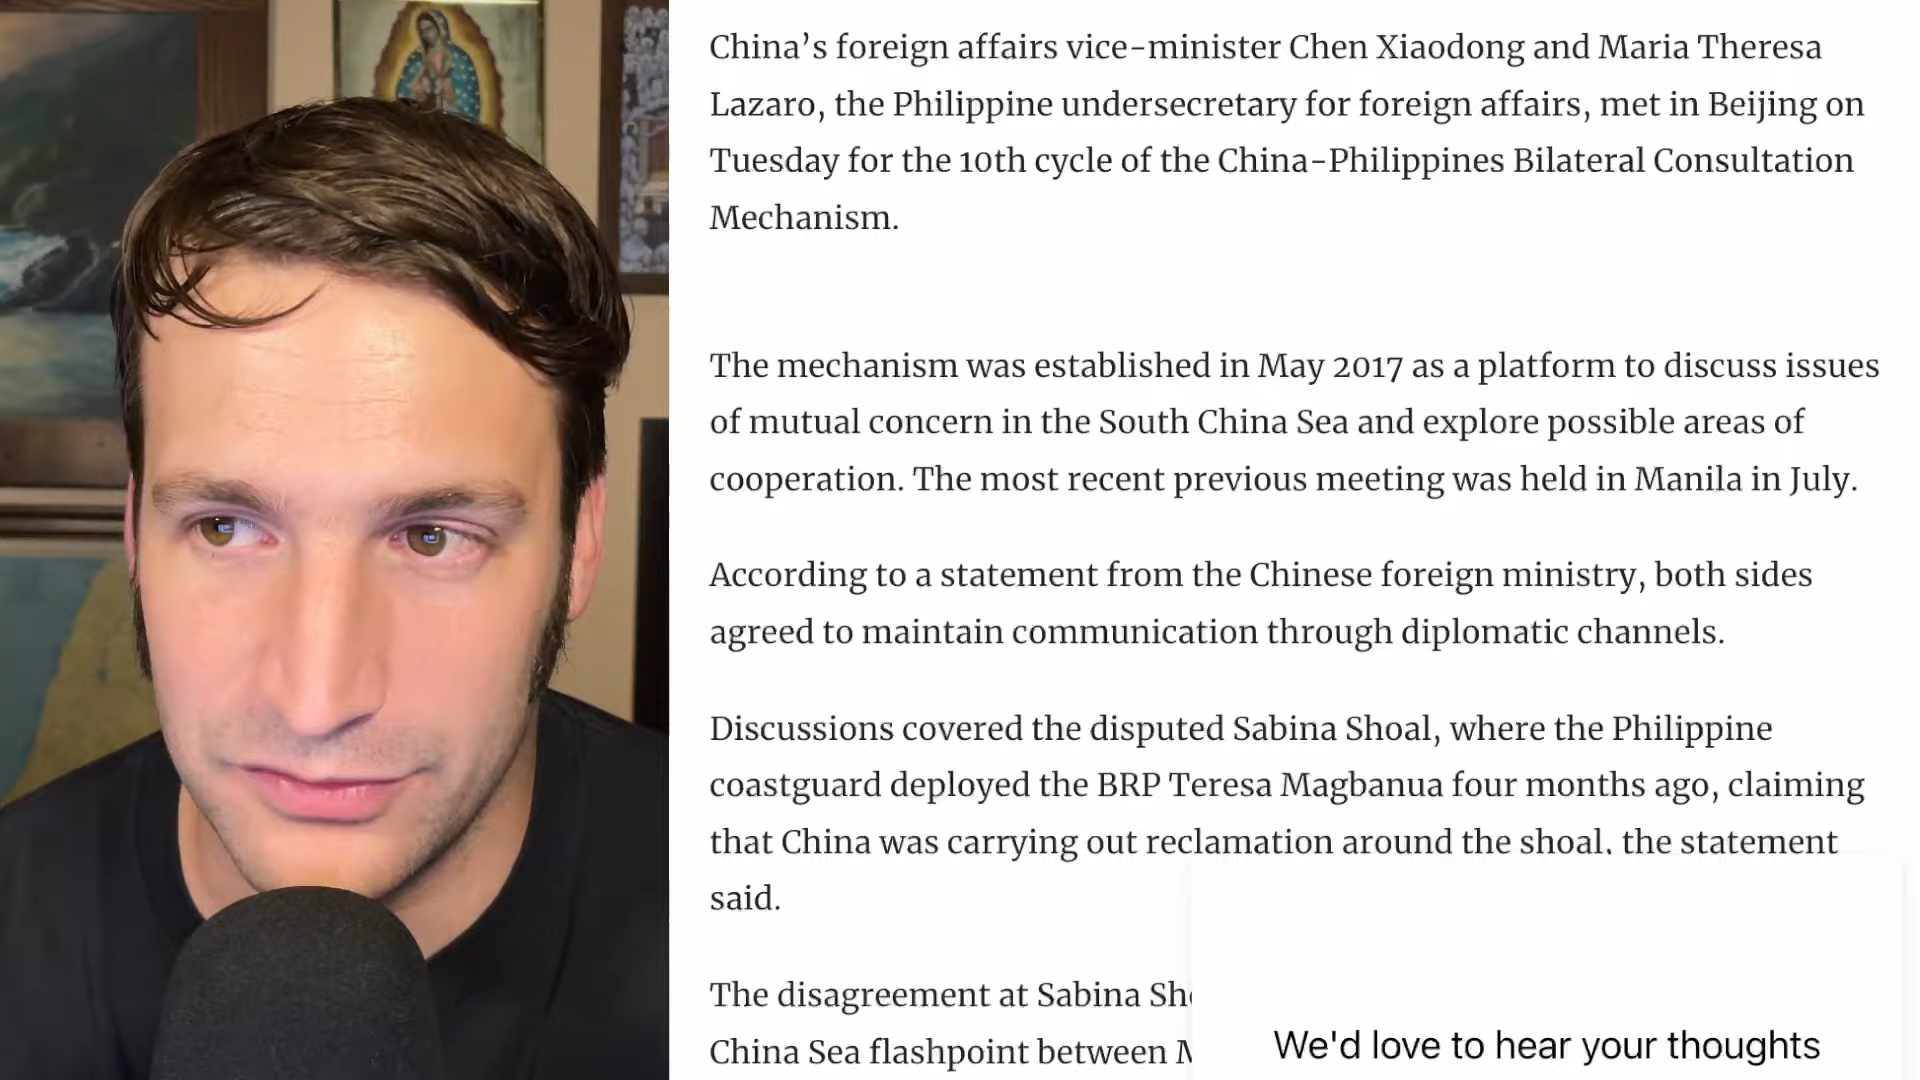 China’s foreign affairs vice-minister Chen Xiaodong and Maria Theresa
Lazaro, the Philippine undersecretary for foreign affairs, met in Beijing on
Tuesday for the 10th cycle of the China-Philippines Bilateral Consultation
Mechanism.
The mechanism was established in May 2017 as a platform to discuss issues
of mutual concern in the South China Sea and explore possible areas of
cooperation. The most recent previous meeting was held in Manila in July.
According to a statement from the Chinese foreign ministry, both sides
agreed to maintain communication through diplomatic channels.
Discussions covered the disputed Sabina Shoal, where the Philippine
coastguard deployed the BRP Teresa Magbanua four months ago, claiming
that China was carrying out reclamation around the shoal, the statement
said.
The disagreement at Sabina
China Sea flashpoint between
We'd love to hear your thoughts